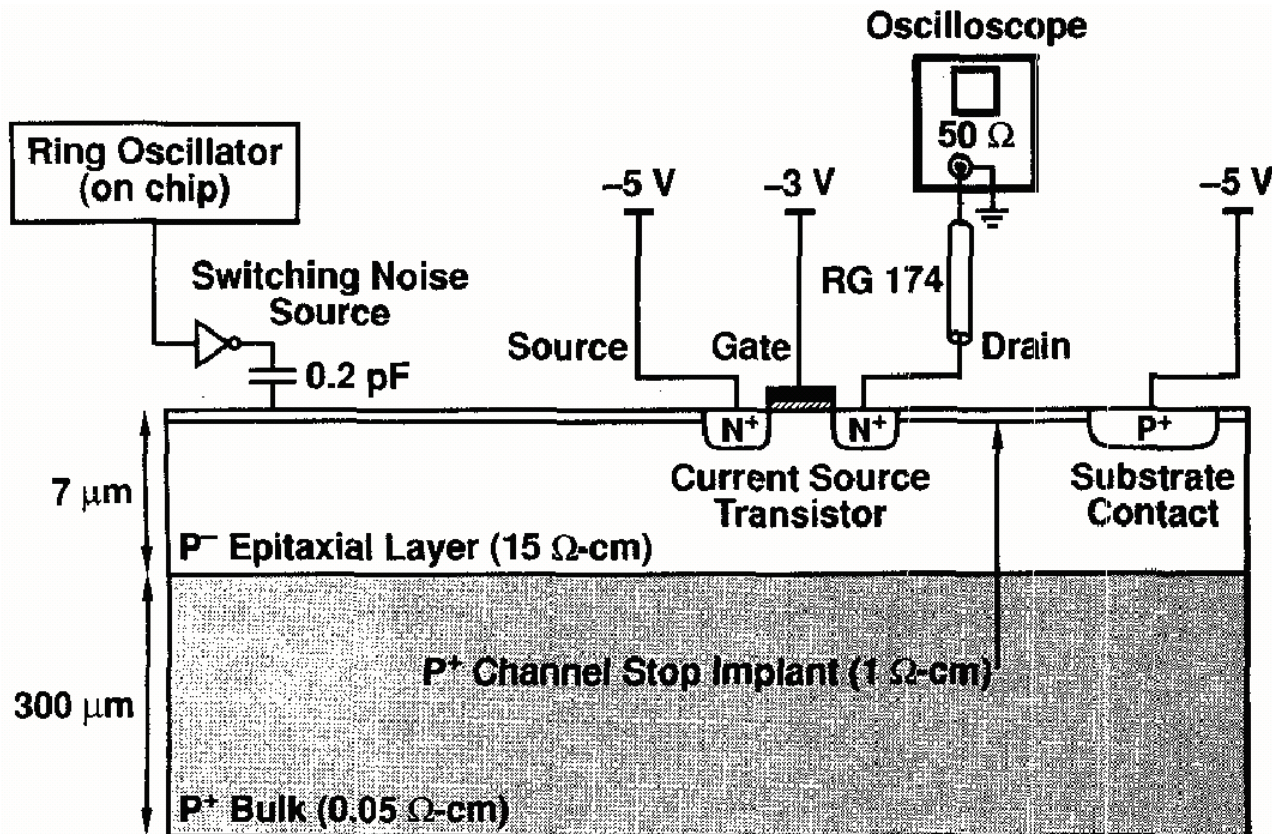 Oscilloscope
50 Ω
Ring Oscillator
(on chip)
–5 V
–3 V
–5 V
Switching Noise
Source
RG 174
0.2 pF
Source
Gate
Drain
N+
N+
P+
7 μm
Current Source
Transistor
Substrate
Contact
P– Epitaxial Layer (15 Ω-cm)
P+ Channel Stop Implant (1 Ω-cm)
300 μm
P+ Bulk (0.05 Ω-cm)